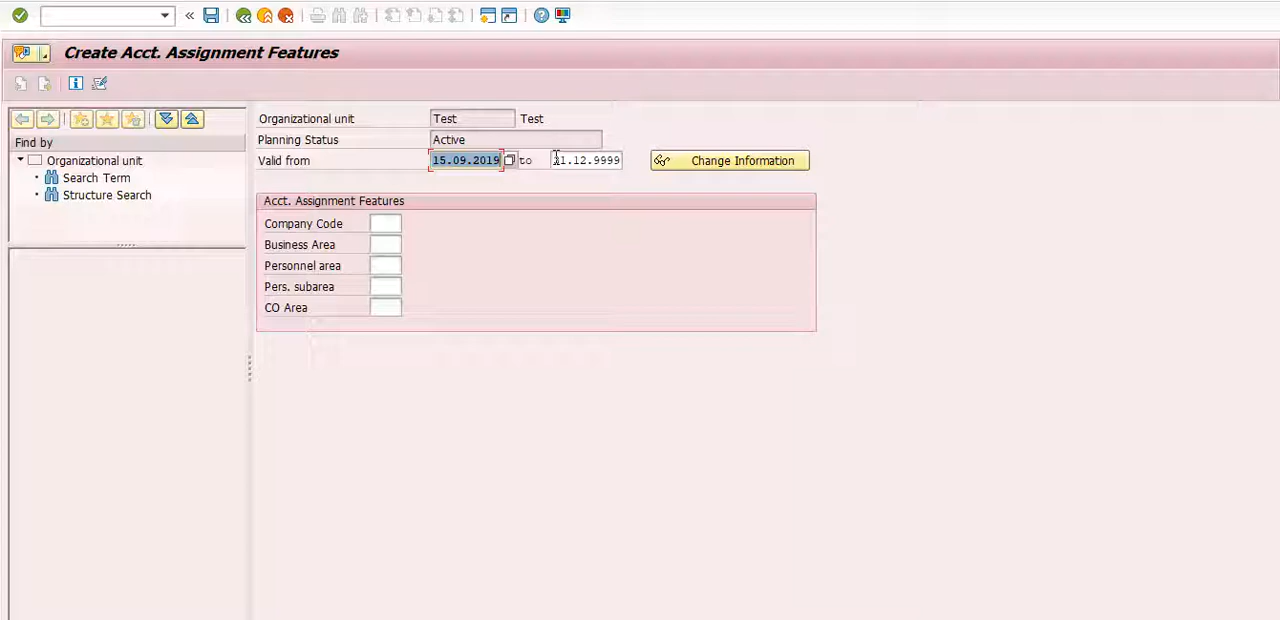 Create Acct. Assignment Features
Organizational unit Test Test
Planning Status Active
Valid from 15.09.2019 to 31.12.9999 Change Information
Find by
Organizational unit
Search Term
Structure Search
Acct. Assignment Features
Company Code
Business Area
Personnel area
Pers. subarea
CO Area